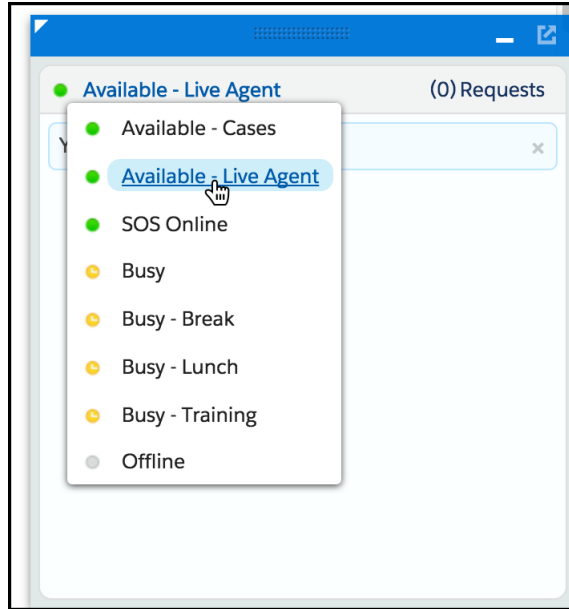 Available - Live Agent (0) Requests
Available - Cases
Available - Live Agent
SOS Online
Busy
Busy - Break
Busy - Lunch
Busy - Training
Offline